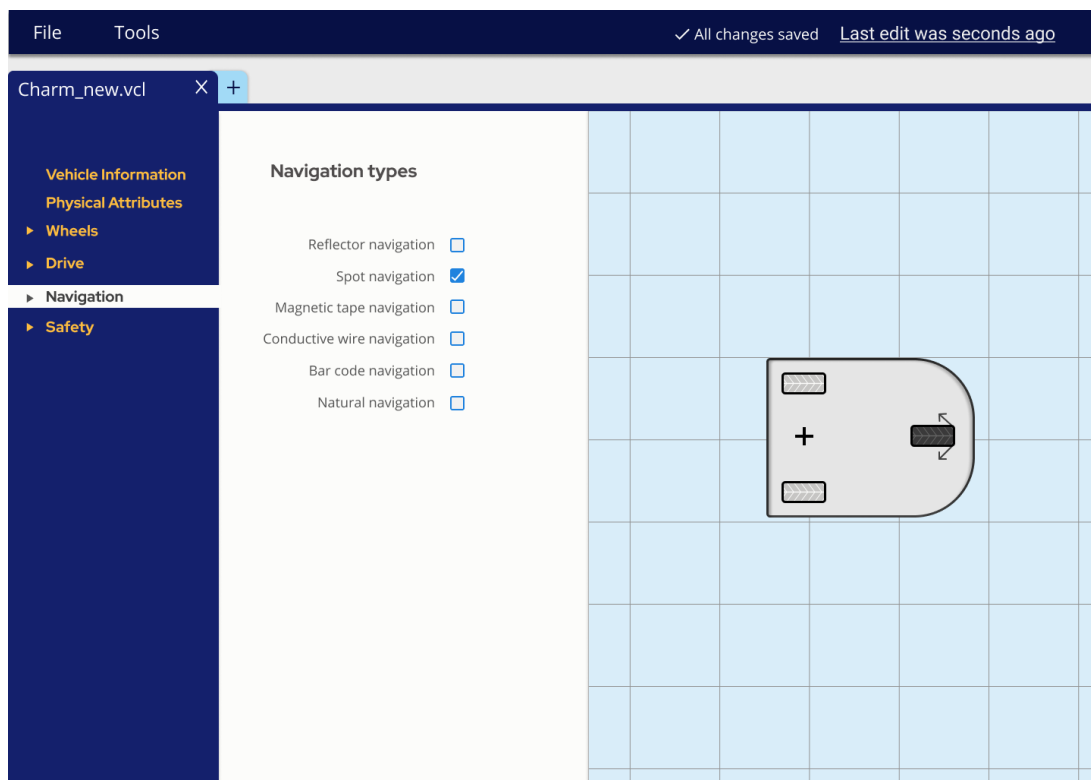 File Tools All changes saved Last edit was seconds ago
Charm_new.vcl X +
Vehicle Information
Physical Attributes
Wheels
Drive
Navigation
Safety
Navigation types
Reflector navigation
Spot navigation
Magnetic tape navigation
Conductive wire navigation
Bar code navigation
Natural navigation